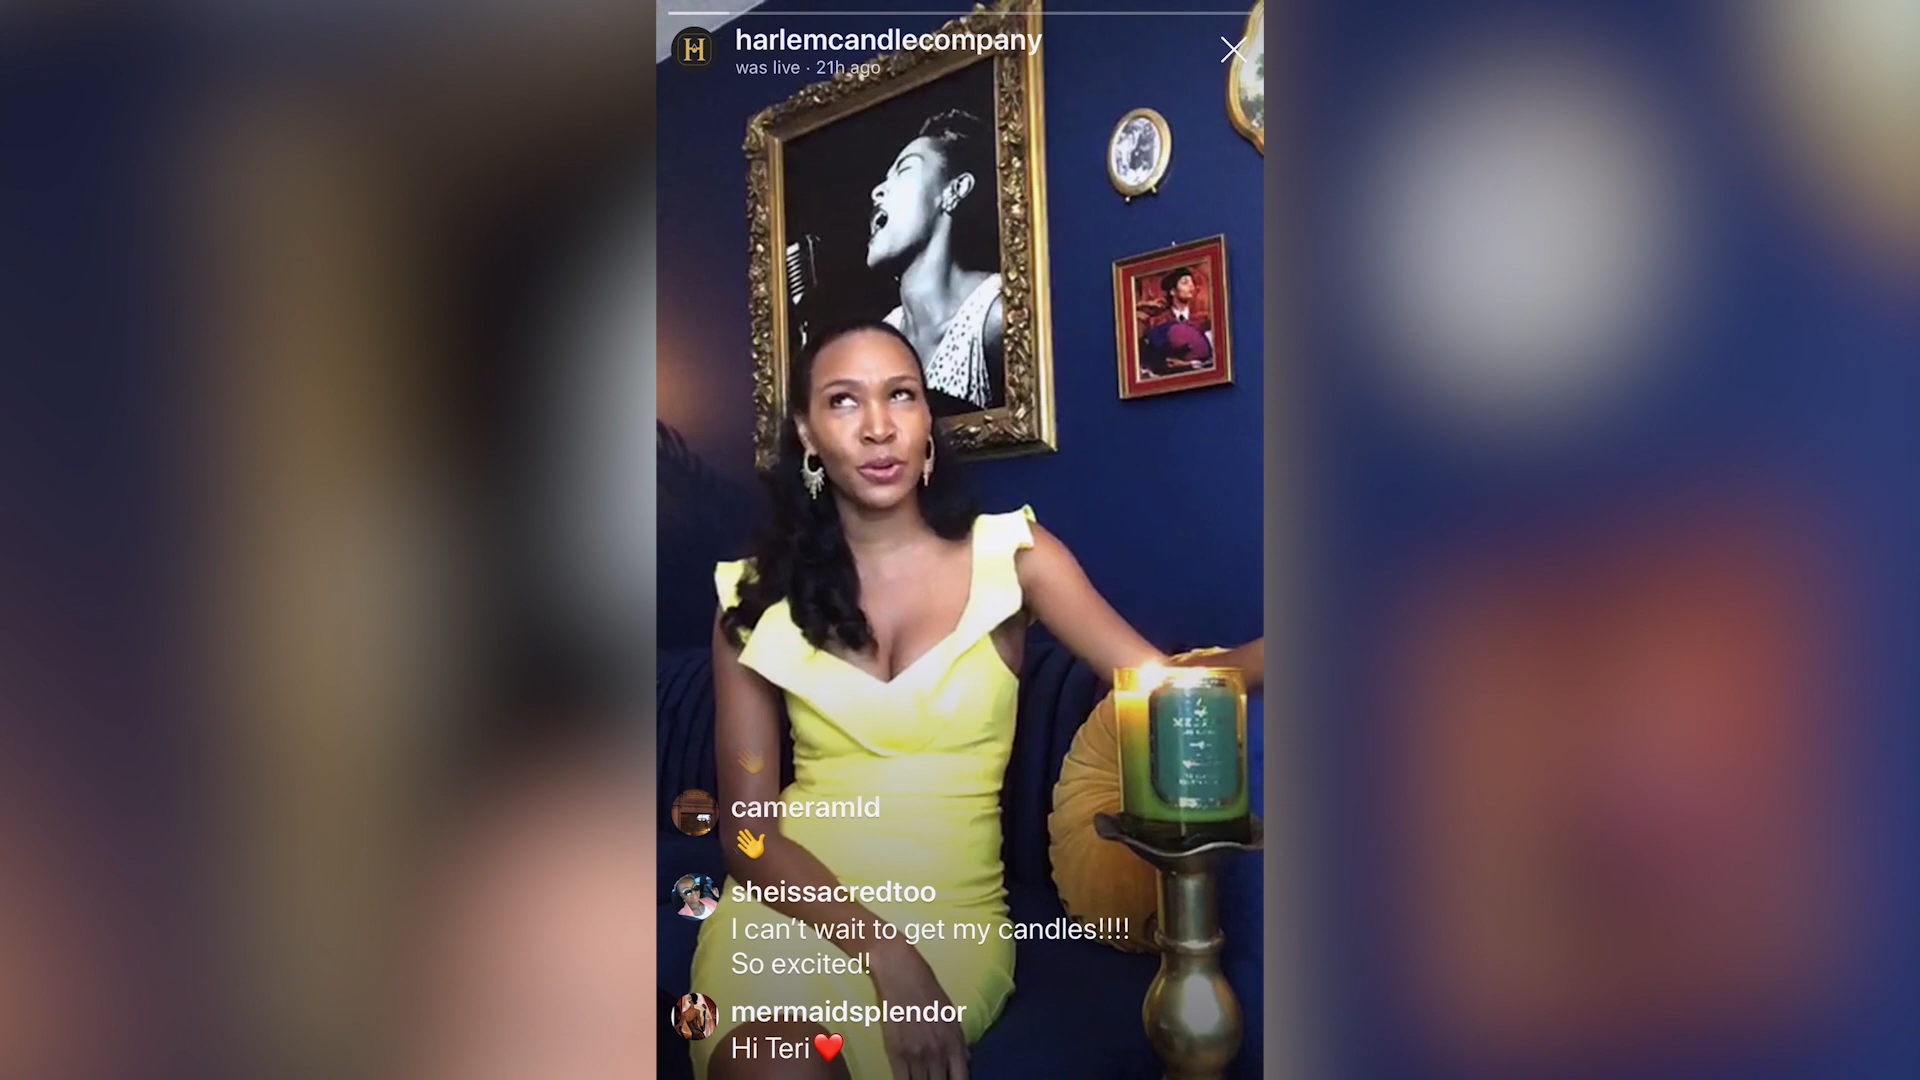 H
harlemcandlecompany
was live · 21h ago
cameramld
👋
sheissacredtoo
I can't wait to get my candles!!!!
So excited!
mermaidsplendor
Hi Teri❤️